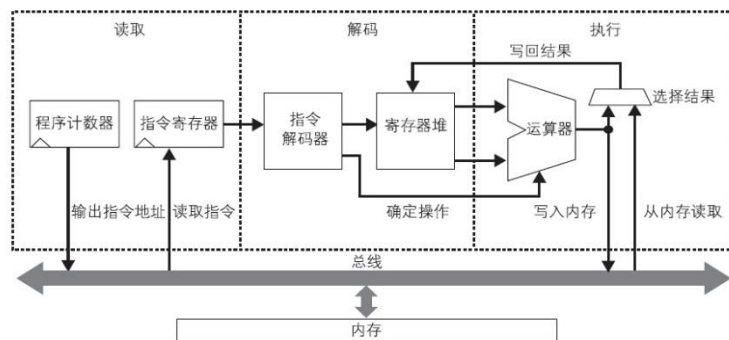 读取
解码
执行
写回结果
程序计数器
指令寄存器
指令
解码器
寄存器堆
运算器
选择结果
输出指令地址
读取指令
确定操作
写入内存
从内存读取
总线
内存